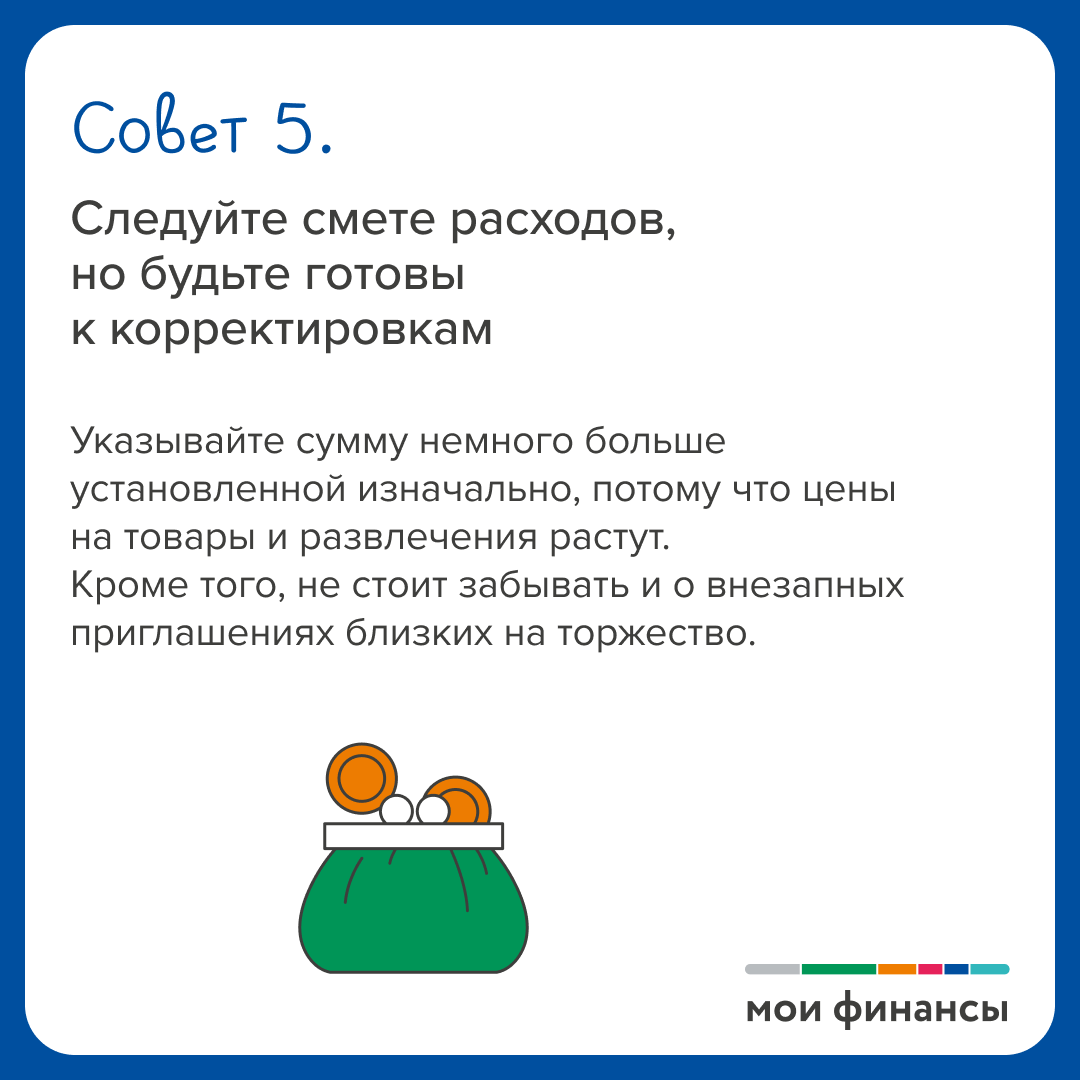 Совет 5.
Следуйте смете расходов,
но будьте готовы
к корректировкам
Указывайте сумму немного больше
установленной изначально, потому что цены
на товары и развлечения растут.
Кроме того, не стоит забывать и о внезапных
приглашениях близких на торжество.
мои финансы